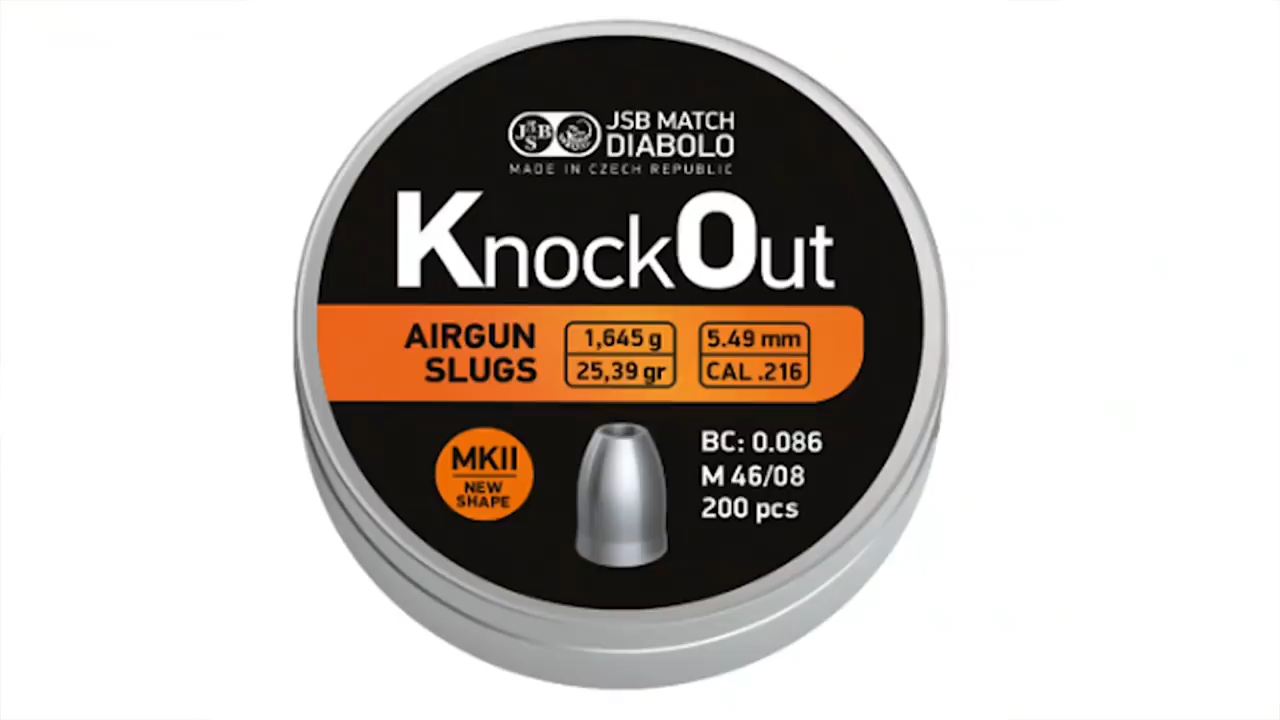 JSB
JSB MATCH
DIABOLO
MADE IN CZECH REPUBLIC
KnockOut
AIRGUN
SLUGS
1,645 g
25,39 gr
5.49 mm
CAL .216
MKII
NEW
SHAPE
BC: 0.086
M 46/08
200 pcs